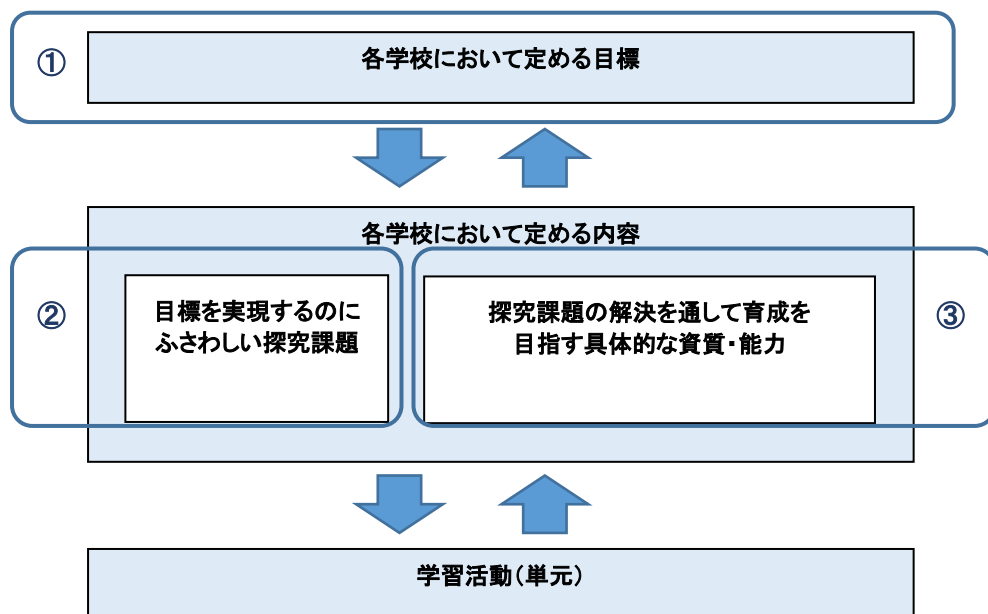 ①
各学校において定める目標
各学校において定める内容
②
目標を実現するのに
ふさわしい探究課題
探究課題の解決を通して育成を
目指す具体的な資質・能力
③
学習活動（単元）